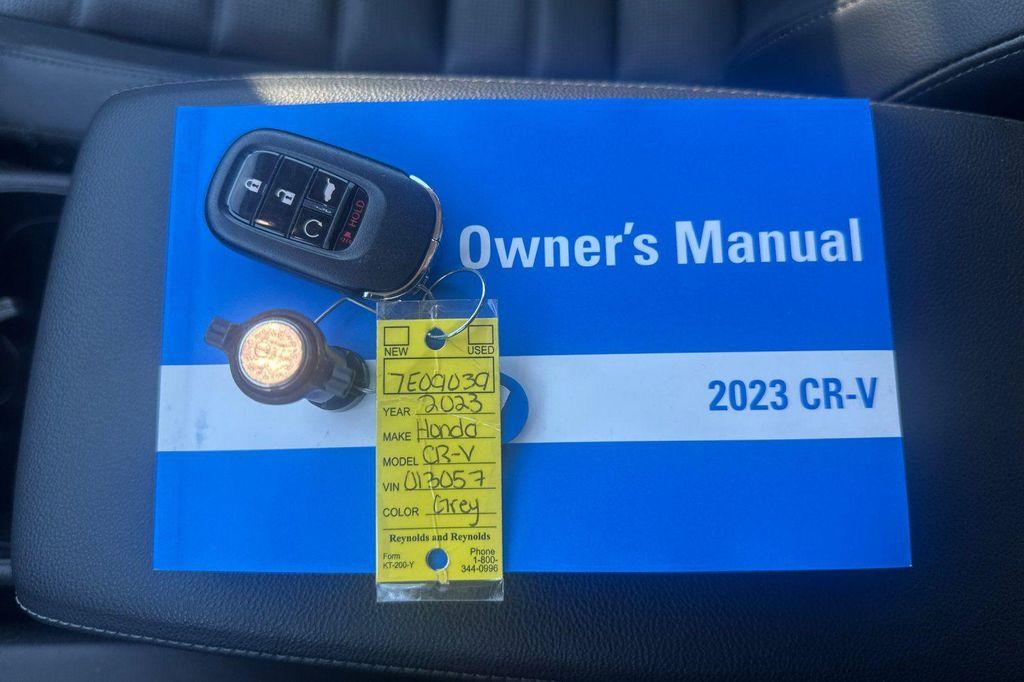 HOLD
Owner's Manual
2023 CR-V
NEW USED
7E09039
YEAR 2023
MAKE Honda
MODEL CR-V
VIN 013057
COLOR Grey
Reynolds and Reynolds
Form
KT-200-Y
Phone
1-800-
344-0996